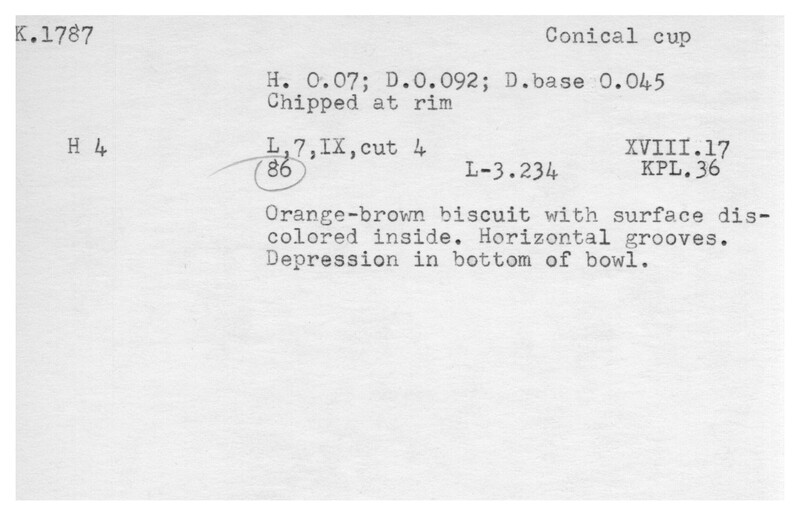 K.1787 Conical cup
H. 0.07; D.0.092; D.base 0.045
Chipped at rim
H 4 L,7,IX,cut 4 XVIII.17
86 L-3.234 KPL.36
Orange-brown biscuit with surface dis-
colored inside. Horizontal grooves.
Depression in bottom of bowl.